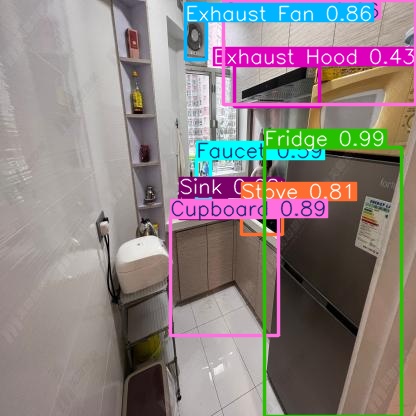 Exhaust Fan 0.86
Exhaust Hood 0.43
Fridge 0.99
Faucet 0.59
Sink
Stove 0.81
Cupboard 0.89